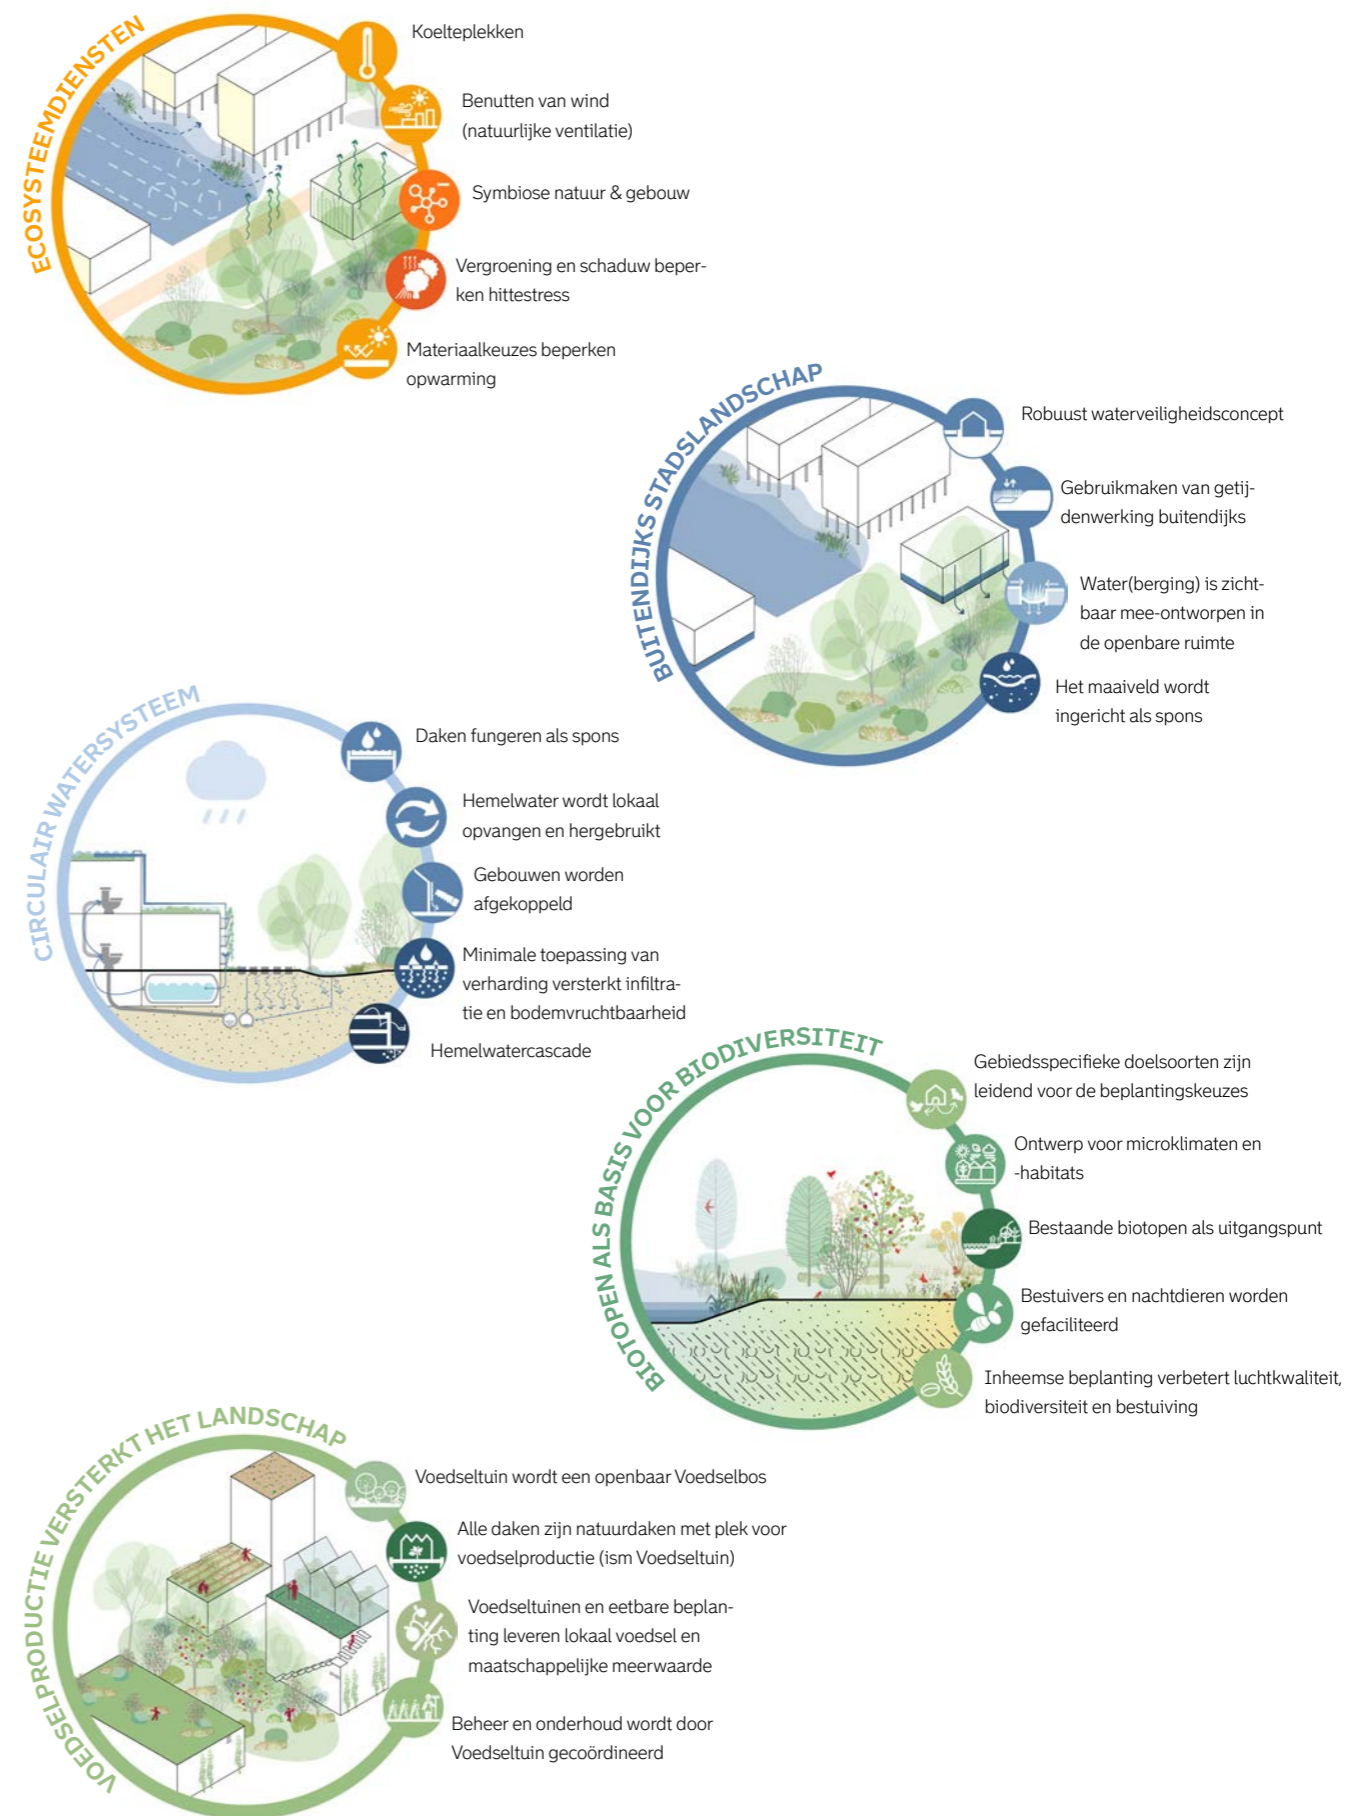 ECOSYSTEEMDIENSTEN
Koelteplekken
Benutten van wind
(natuurlijke ventilatie)
Symbiose natuur & gebouw
Vergroening en schaduw beper-
ken hittestress
Materiaalkeuzes beperken
opwarming
BUITENDIJKS STADSLANDSCHAP
Robuust waterveiligheidsconcept
Gebruikmaken van getij-
denwerking buitendijks
Water(berging) is zicht-
baar mee-ontworpen in
de openbare ruimte
Het maaiveld wordt
ingericht als spons
CIRCULAIR WATERSYSTEEM
Daken fungeren als spons
Hemelwater wordt lokaal
opvangen en hergebruikt
Gebouwen worden
afgekoppeld
Minimale toepassing van
verharding versterkt infiltra-
tie en bodemvruchtbaarheid
Hemelwatercascade
BIOTOPEN ALS BASIS VOOR BIODIVERSITEIT
Gebiedsspecifieke doelsoorten zijn
leidend voor de beplantingskeuzes
Ontwerp voor microklimaten en
-habitats
Bestaande biotopen als uitgangspunt
Bestuivers en nachtdieren worden
gefaciliteerd
Inheemse beplanting verbetert luchtkwaliteit,
biodiversiteit en bestuiving
VOEDSELPRODUCTIE VERSTERKT HET LANDSCHAP
Voedseltuin wordt een openbaar Voedselbos
Alle daken zijn natuurdaken met plek voor
voedselproductie (ism Voedseltuin)
Voedseltuinen en eetbare beplan-
ting leveren lokaal voedsel en
maatschappelijke meerwaarde
Beheer en onderhoud wordt door
Voedseltuin gecoördineerd